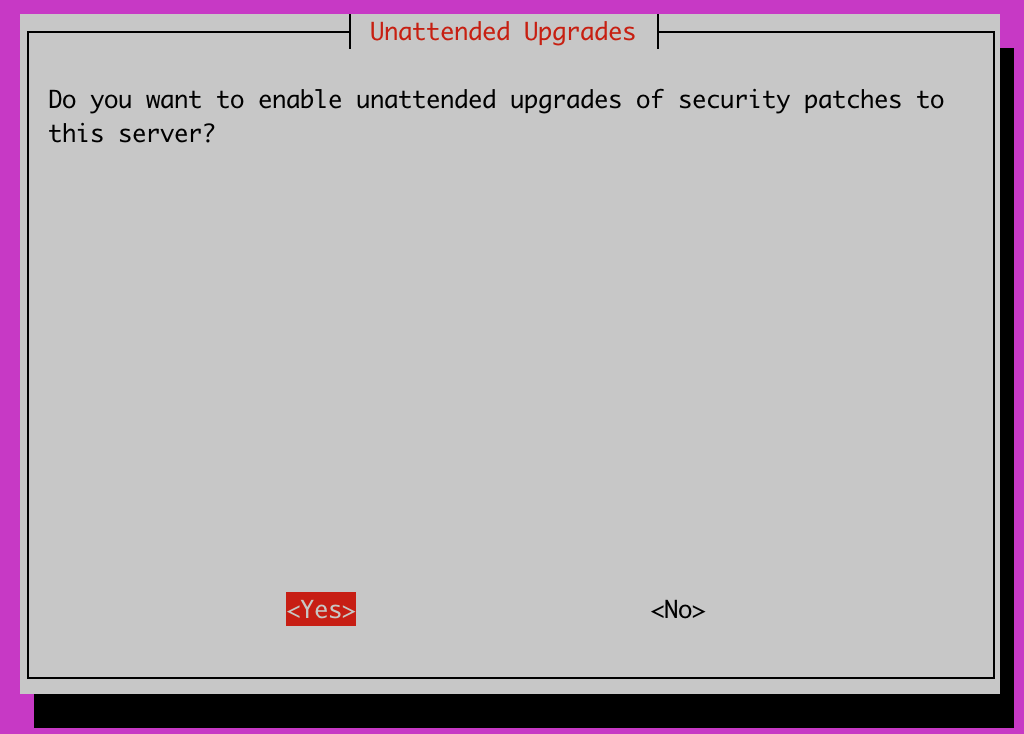 Unattended Upgrades
Do you want to enable unattended upgrades of security patches to
this server?
<Yes> <No>